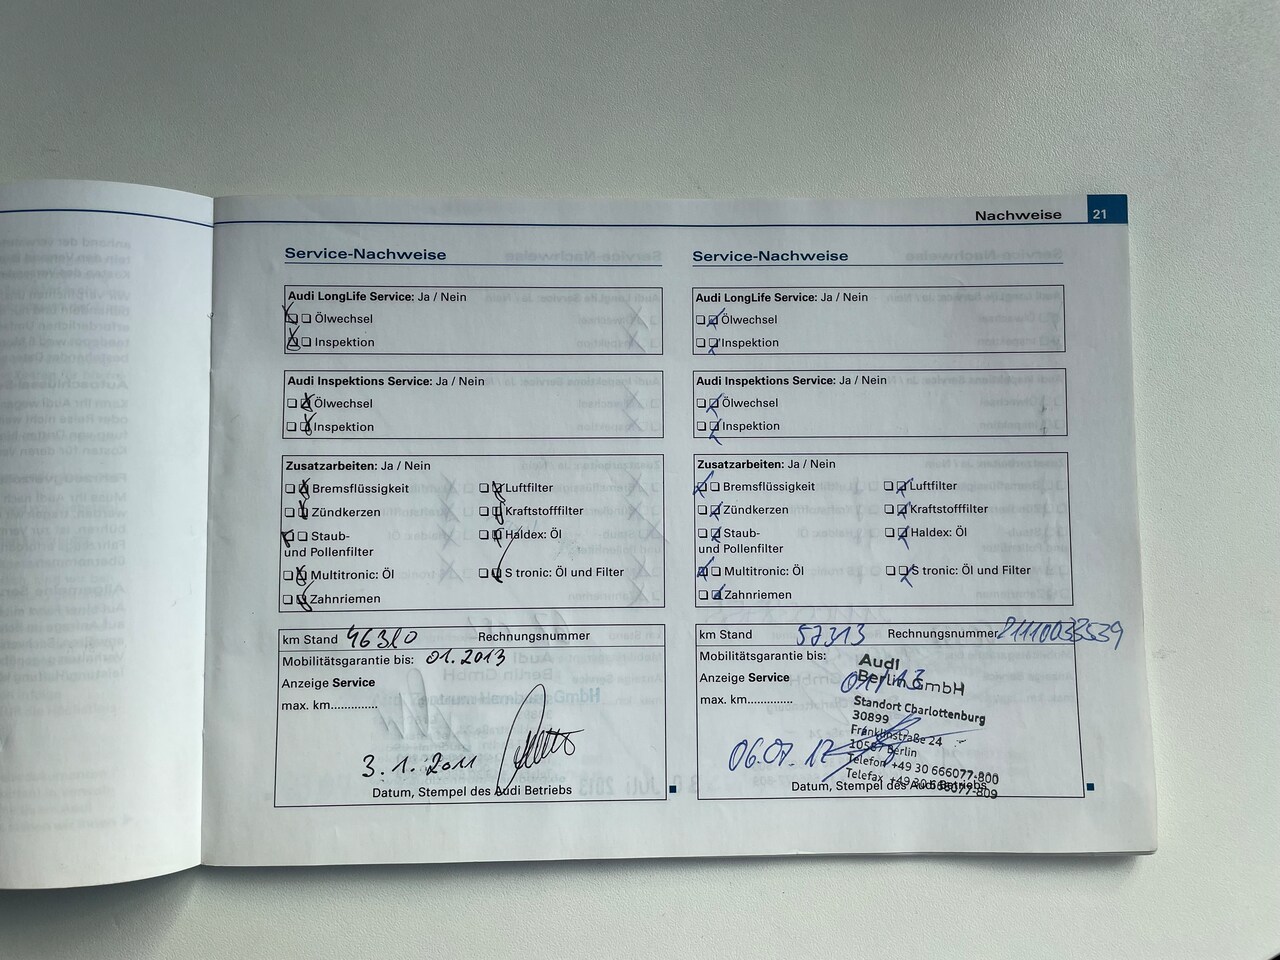 Nachweise 21
Service-Nachweise
Audi LongLife Service: Ja / Nein
Ölwechsel
Inspektion
Audi Inspektions Service: Ja / Nein
Ölwechsel
Inspektion
Zusatzarbeiten: Ja / Nein
Bremsflüssigkeit
Luftfilter
Zündkerzen
Kraftstofffilter
Staub-
und Pollenfilter
Haldex: Öl
Multitronic: Öl
S tronic: Öl und Filter
Zahnriemen
km Stand 46310 Rechnungsnummer
Mobilitätsgarantie bis: 01.2013
Anzeige Service
max. km..............
3.1.2011
Datum, Stempel des Audi Betriebs
Service-Nachweise
Audi LongLife Service: Ja / Nein
Ölwechsel
Inspektion
Audi Inspektions Service: Ja / Nein
Ölwechsel
Inspektion
Zusatzarbeiten: Ja / Nein
Bremsflüssigkeit
Luftfilter
Zündkerzen
Kraftstofffilter
Staub-
und Pollenfilter
Haldex: Öl
Multitronic: Öl
S tronic: Öl und Filter
Zahnriemen
km Stand 57313 Rechnungsnummer 21110033539
Mobilitätsgarantie bis:
Anzeige Service
max. km..............
Audi
Berlin GmbH
Standort Charlottenburg
30899
Franklinstraße 24
10587 Berlin
Telefon +49 30 666077-800
Telefax +49 30 666077-809
06.07.12
Datum, Stempel des Audi Betriebs